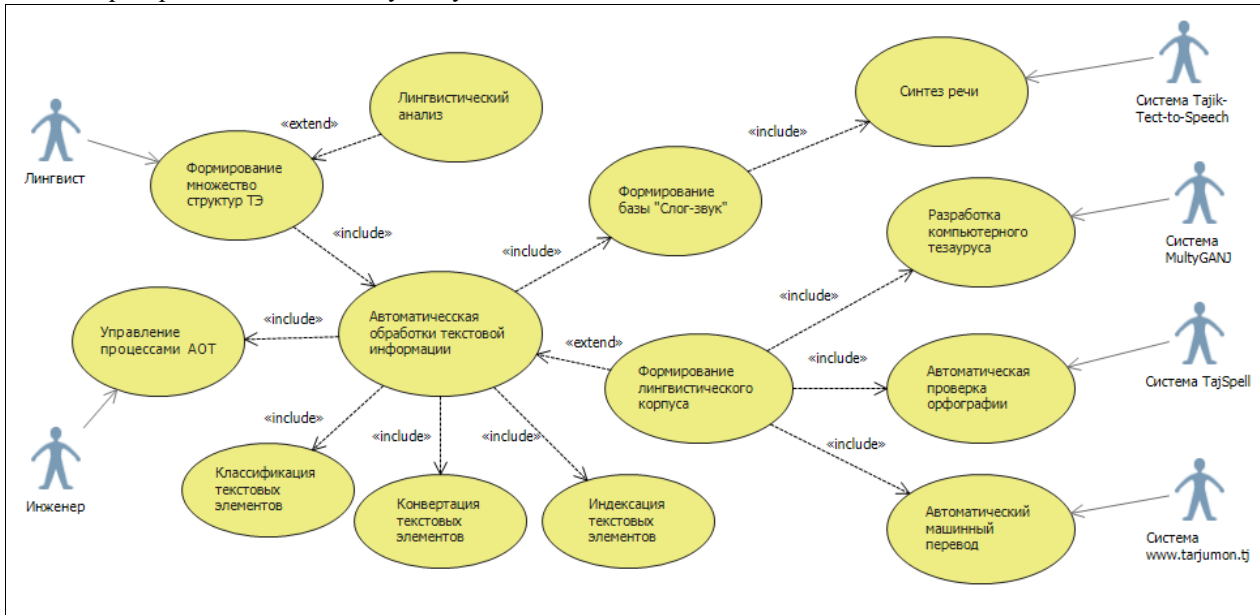 Лингвист
«extend»
Лингвистический
анализ
Формирование
множество
структур ТЭ
«include»
Синтез речи
Система Tajik-
Tect-to-Speech
«include»
Формирование
базы "Слог-звук"
«include»
Разработка
компьютерного
тезауруса
Система
MultyGANJ
«include»
Управление
процессами АОТ
«include»
Автоматичесская
обработки текстовой
информации
«extend»
Формирование
лингвистического
корпуса
«include»
Автоматическая
проверка
орфографии
Система TajSpell
«include»
«include»
«include»
«include»
Инженер
Классификация
текстовых
элементов
Конвертация
текстовых
элементов
Индексация
текстовых
элементов
Автоматический
машинный
перевод
Система
www.tarjumon.tj